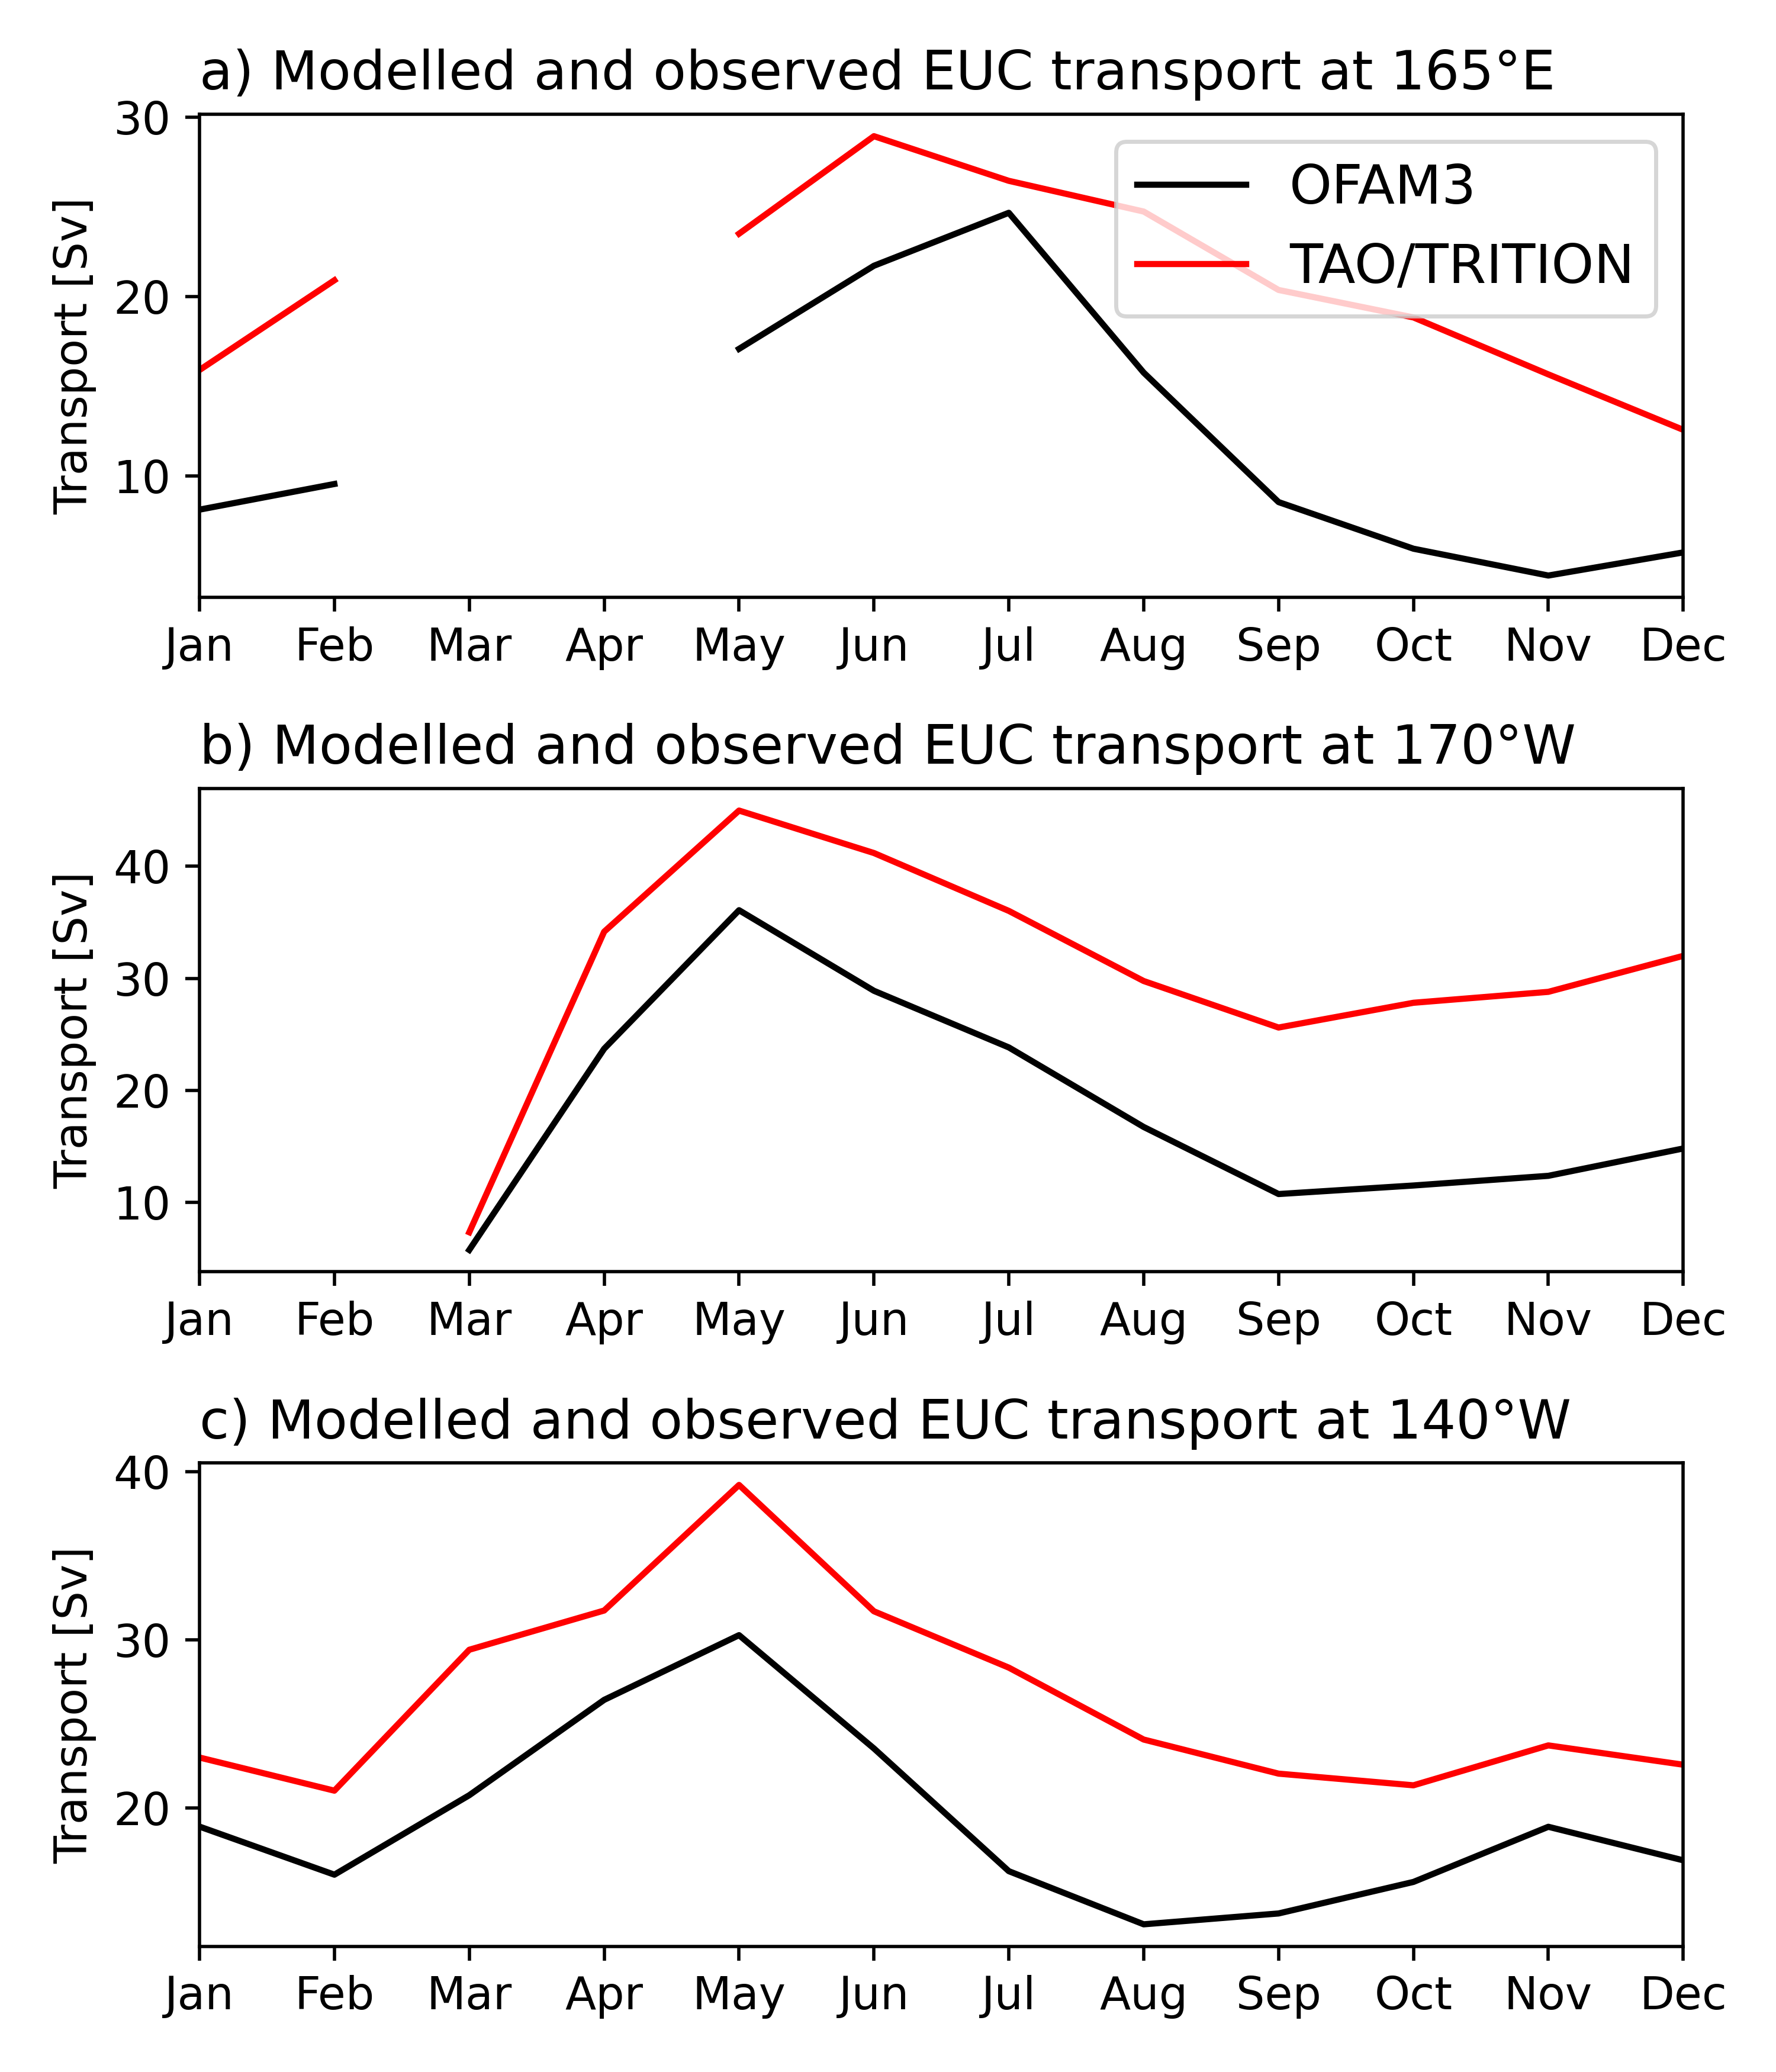 a) Modelled and observed EUC transport at 165°E
30
20
10
Transport [Sv]
OFAM3
TAO/TRITION
Jan Feb Mar Apr May Jun Jul Aug Sep Oct Nov Dec
b) Modelled and observed EUC transport at 170°W
40
30
20
10
Transport [Sv]
Jan Feb Mar Apr May Jun Jul Aug Sep Oct Nov Dec
c) Modelled and observed EUC transport at 140°W
40
30
20
Transport [Sv]
Jan Feb Mar Apr May Jun Jul Aug Sep Oct Nov Dec